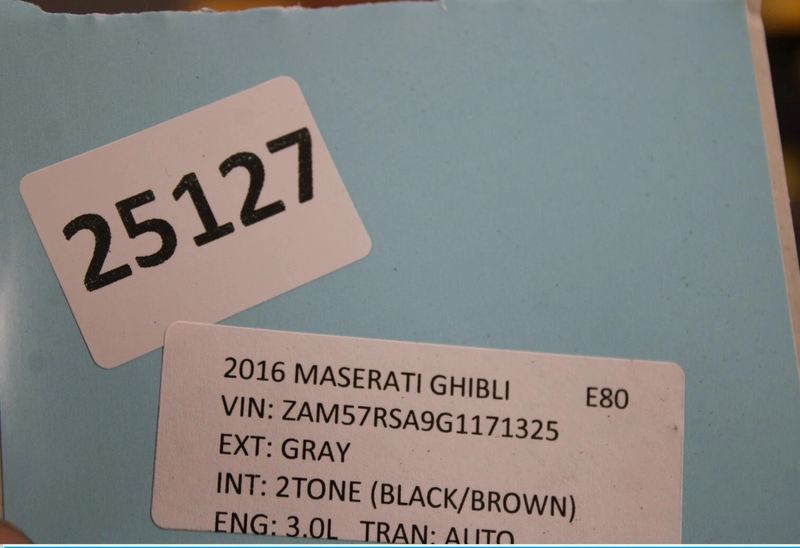 25127
2016 MASERATI GHIBLI E80
VIN: ZAM57RSA9G1171325
EXT: GRAY
INT: 2TONE (BLACK/BROWN)
ENG: 3.0L TRAN: AUTO